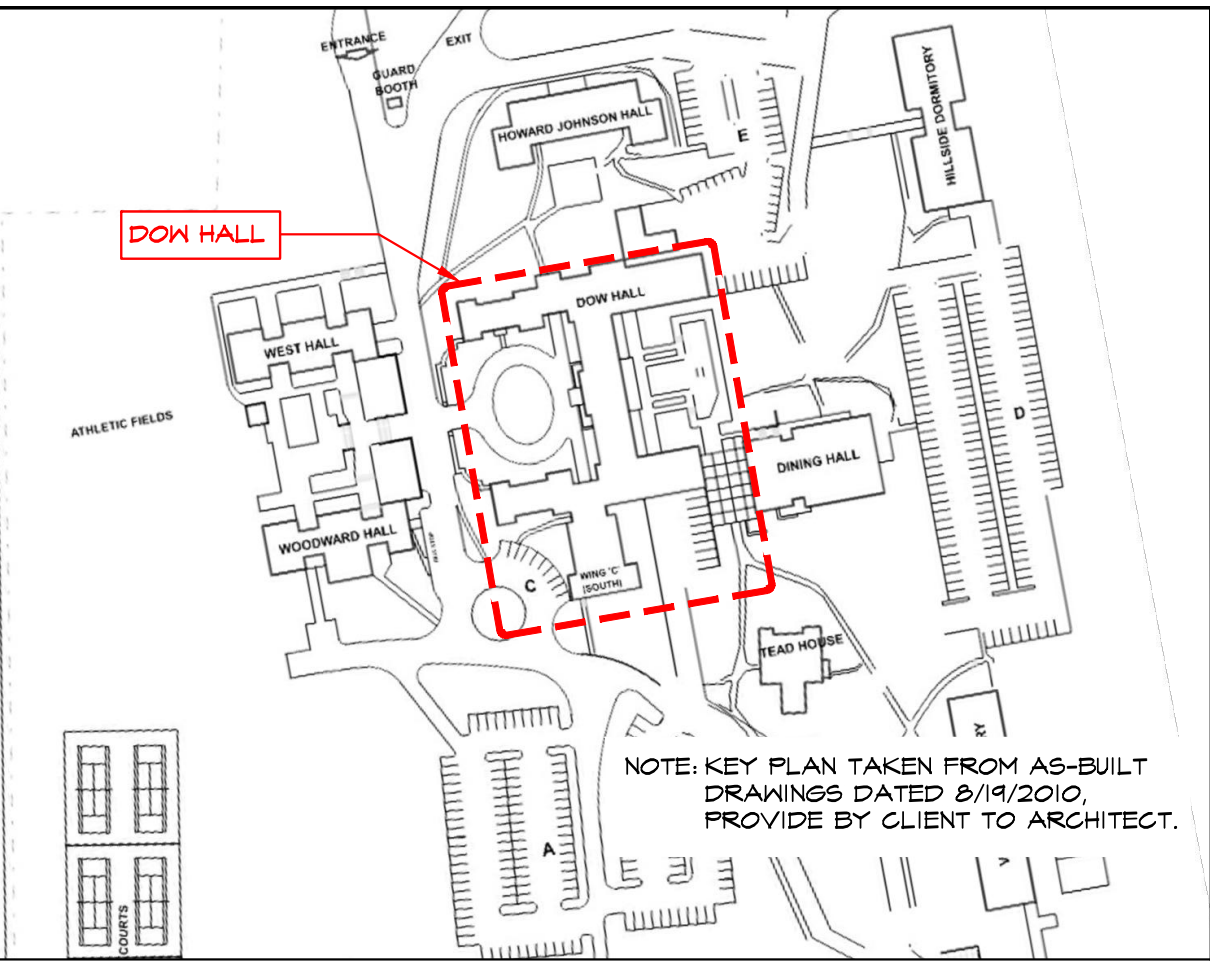 ENTRANCE
EXIT
GUARD
BOOTH
HOWARD JOHNSON HALL
E
HILLSIDE DORMITORY
DOW HALL
DOW HALL
WEST HALL
ATHLETIC FIELDS
D
DINING HALL
WOODWARD HALL
C
WING 'C'
(SOUTH)
TEAD HOUSE
NOTE: KEY PLAN TAKEN FROM AS-BUILT
DRAWINGS DATED 8/19/2010,
PROVIDE BY CLIENT TO ARCHITECT.
A
COURTS